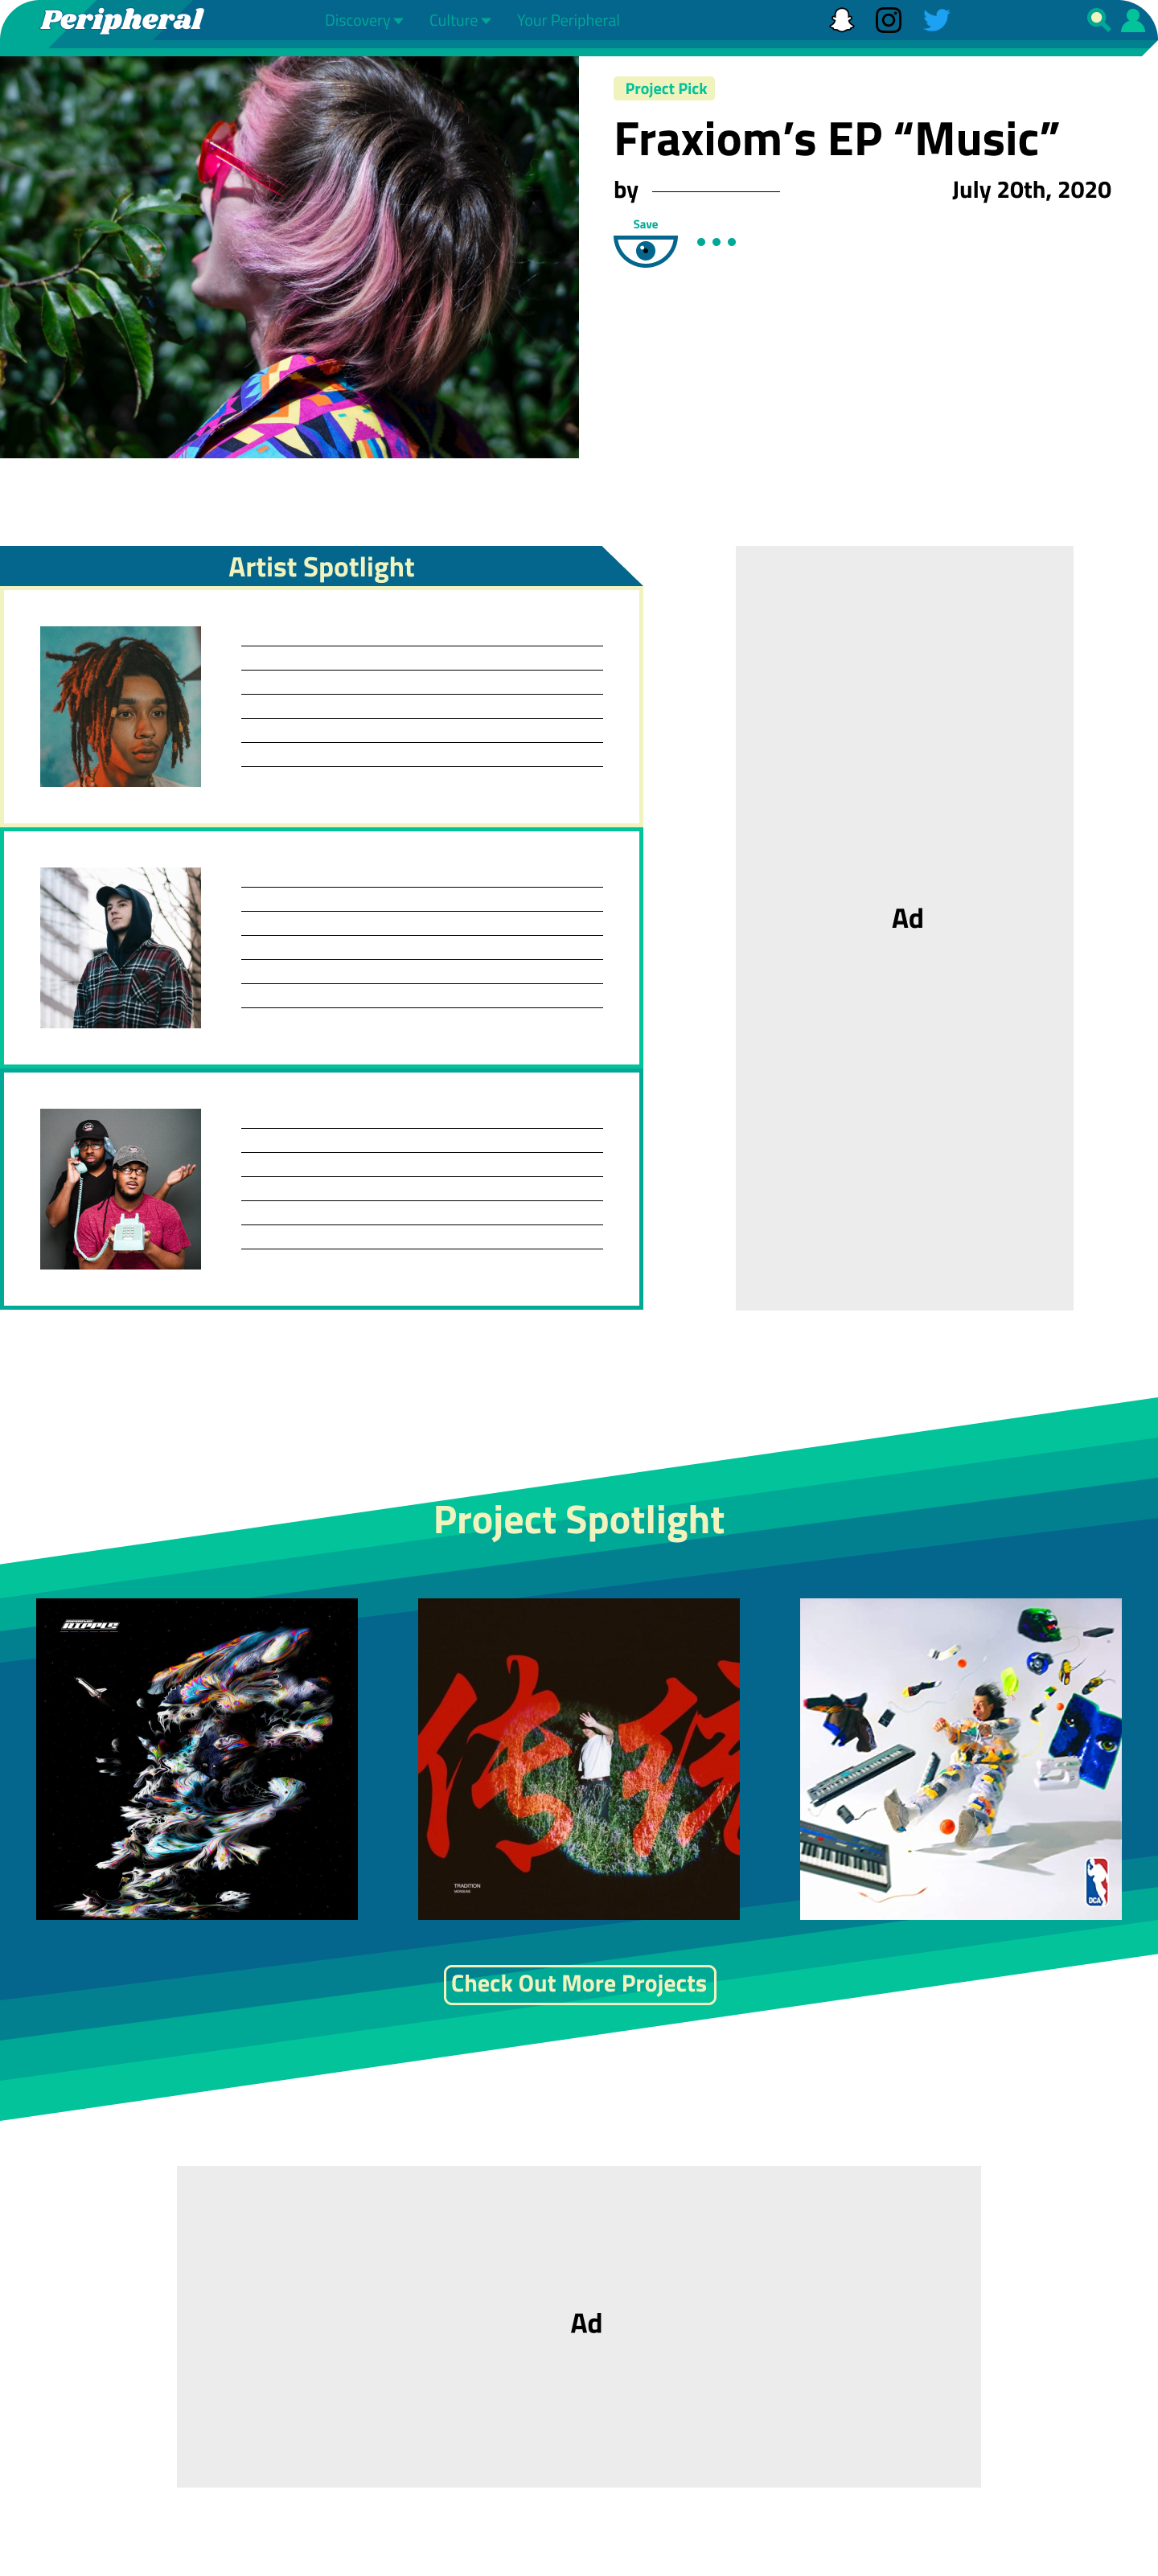 Peripheral
Discovery
Culture
Your Peripheral
Project Pick
Fraxiom’s EP “Music”
by
July 20th, 2020
Save
Artist Spotlight
Ad
Project Spotlight
RIPPLE
传统
TRADITION
DCA
Check Out More Projects
Ad